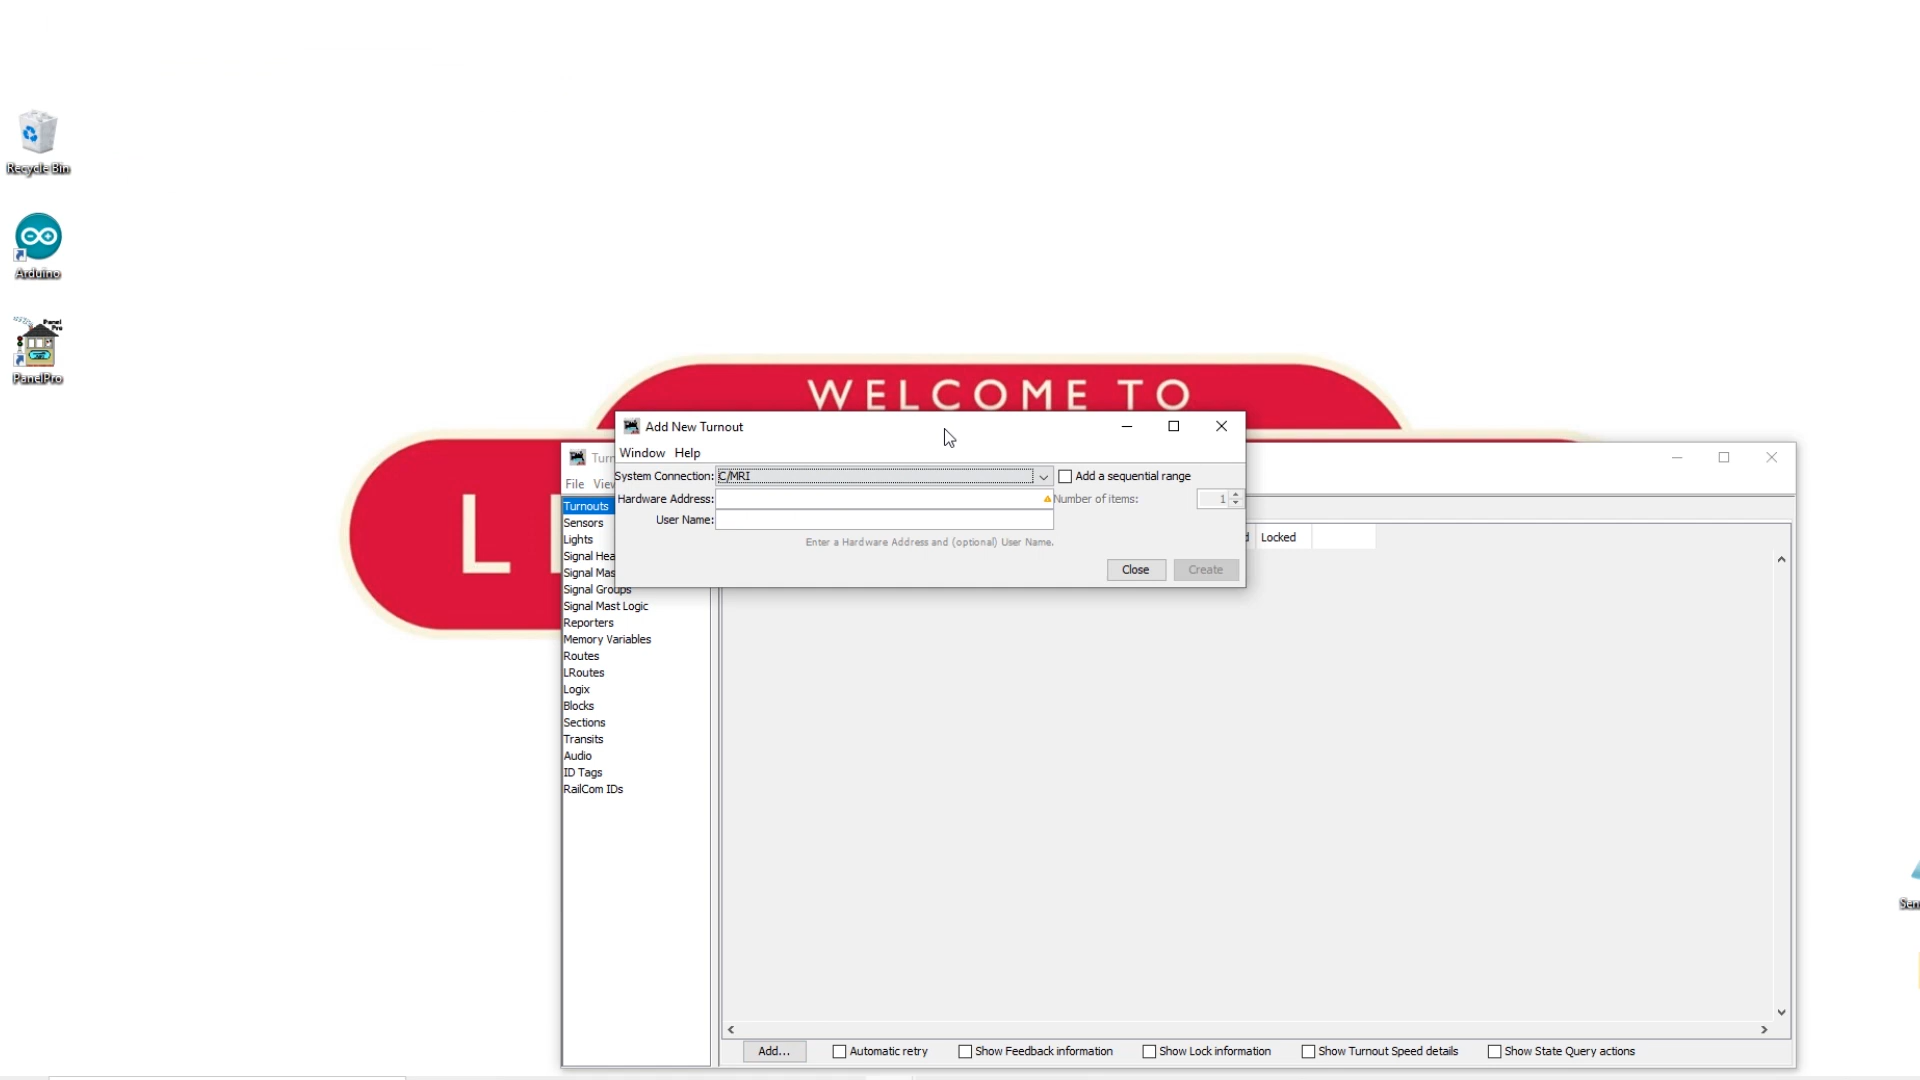 Recycle Bin
Arduino
Panel
Pro
PanelPro
WELCOME TO
L
Add New Turnout
Window Help
System Connection: C/MRI
Add a sequential range
Hardware Address:
Number of items: 1
User Name:
Enter a Hardware Address and (optional) User Name.
Close Create
File
Turnouts
Sensors
Lights
Signal Groups
Signal Mast Logic
Reporters
Memory Variables
Routes
LRoutes
Logix
Blocks
Sections
Transits
Audio
ID Tags
RailCom IDs
Locked
Add... Automatic retry Show Feedback information Show Lock information Show Turnout Speed details Show State Query actions